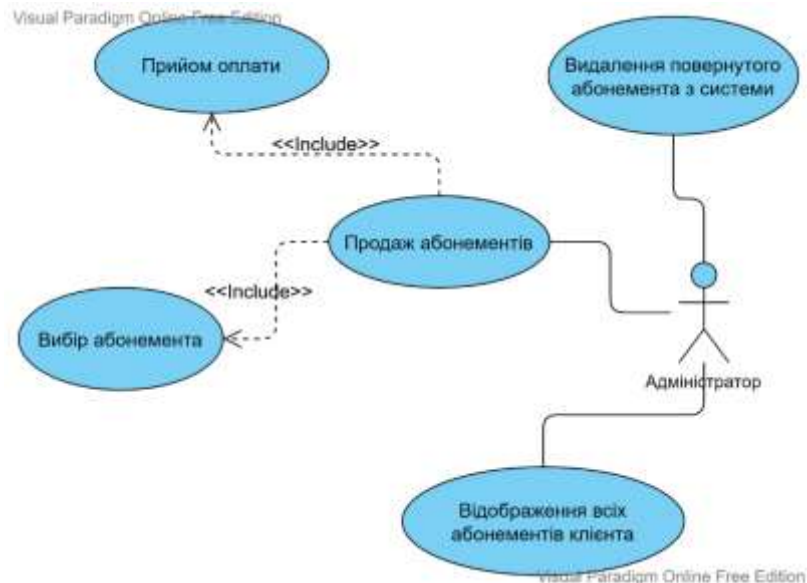 Visual Paradigm Online Free Edition
Прийом оплати
Видалення повернутого
абонемента з системи
<<Include>>
Продаж абонементів
<<Include>>
Вибір абонемента
Адміністратор
Відображення всіх
абонементів клієнта
Visual Paradigm Online Free Edition